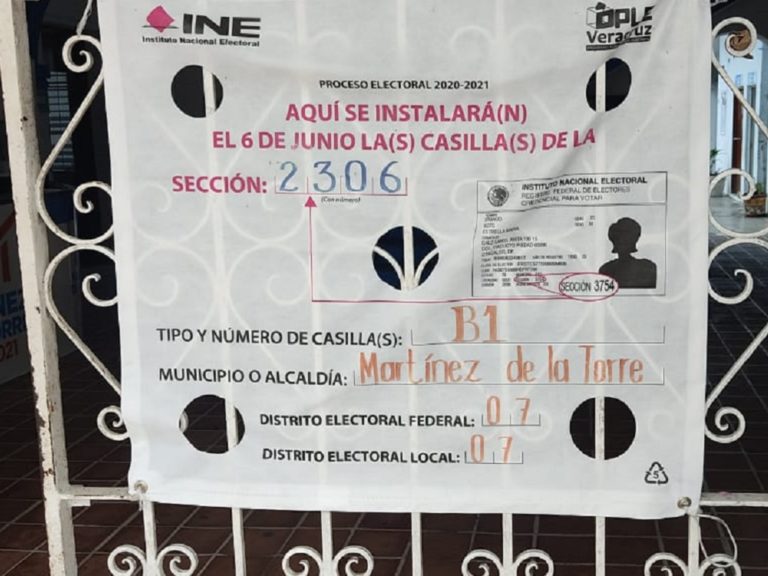 INE
Instituto Nacional Electoral
OPLE
Veracruz
PROCESO ELECTORAL 2020-2021
AQUÍ SE INSTALARÁ(N)
EL 6 DE JUNIO LA(S) CASILLA(S) DE LA
SECCIÓN: 2306
(Con número)
INSTITUTO NACIONAL ELECTORAL
REGISTRO FEDERAL DE ELECTORES
CREDENCIAL PARA VOTAR
SECCIÓN 3754
TIPO Y NÚMERO DE CASILLA(S): B1
MUNICIPIO O ALCALDÍA: Martínez de la Torre
DISTRITO ELECTORAL FEDERAL: 07
DISTRITO ELECTORAL LOCAL: 07
5